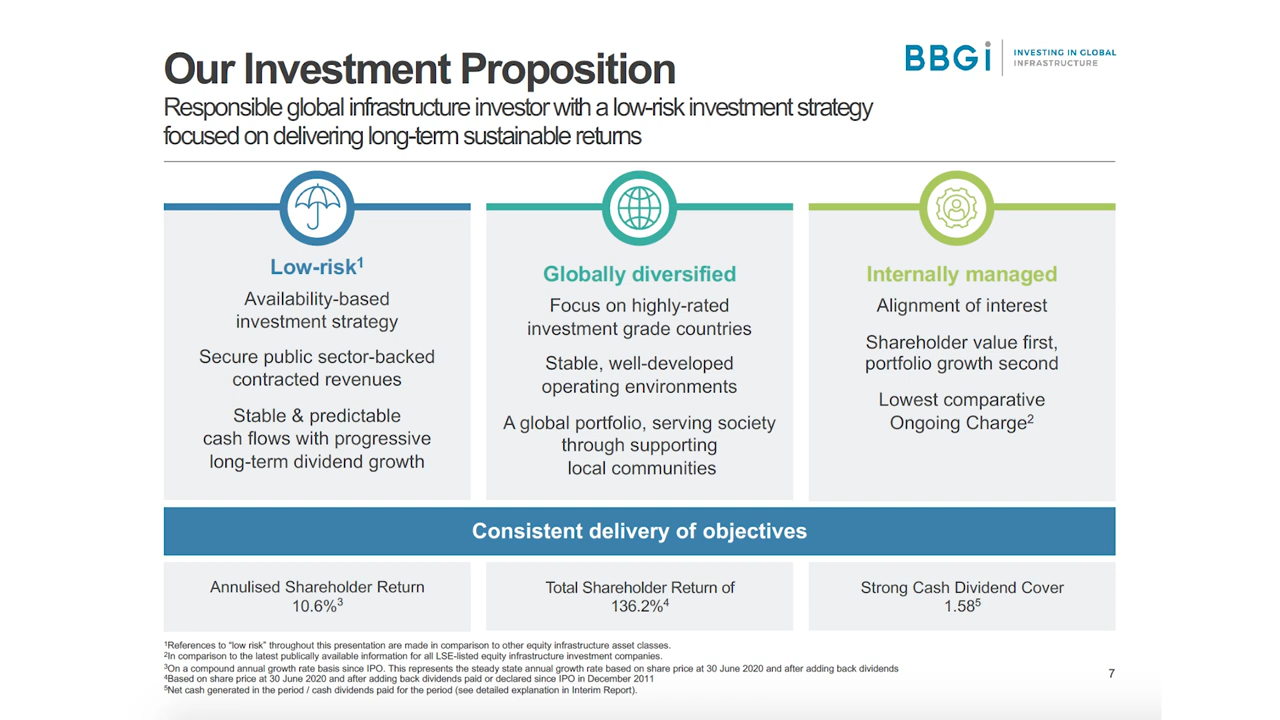 Our Investment Proposition
Responsible global infrastructure investor with a low-risk investment strategy
focused on delivering long-term sustainable returns
BBGi
INVESTING IN GLOBAL
INFRASTRUCTURE
Low-risk¹
Availability-based
investment strategy
Secure public sector-backed
contracted revenues
Stable & predictable
cash flows with progressive
long-term dividend growth
Globally diversified
Focus on highly-rated
investment grade countries
Stable, well-developed
operating environments
A global portfolio, serving society
through supporting
local communities
Internally managed
Alignment of interest
Shareholder value first,
portfolio growth second
Lowest comparative
Ongoing Charge²
Consistent delivery of objectives
Annulised Shareholder Return
10.6%³
Total Shareholder Return of
136.2%⁴
Strong Cash Dividend Cover
1.58⁵
¹References to “low risk” throughout this presentation are made in comparison to other equity infrastructure asset classes.
²In comparison to the latest publically available information for all LSE-listed equity infrastructure investment companies.
³On a compound annual growth rate basis since IPO. This represents the steady state annual growth rate based on share price at 30 June 2020 and after adding back dividends
⁴Based on share price at 30 June 2020 and after adding back dividends paid or declared since IPO in December 2011
⁵Net cash generated in the period / cash dividends paid for the period (see detailed explanation in Interim Report).
7